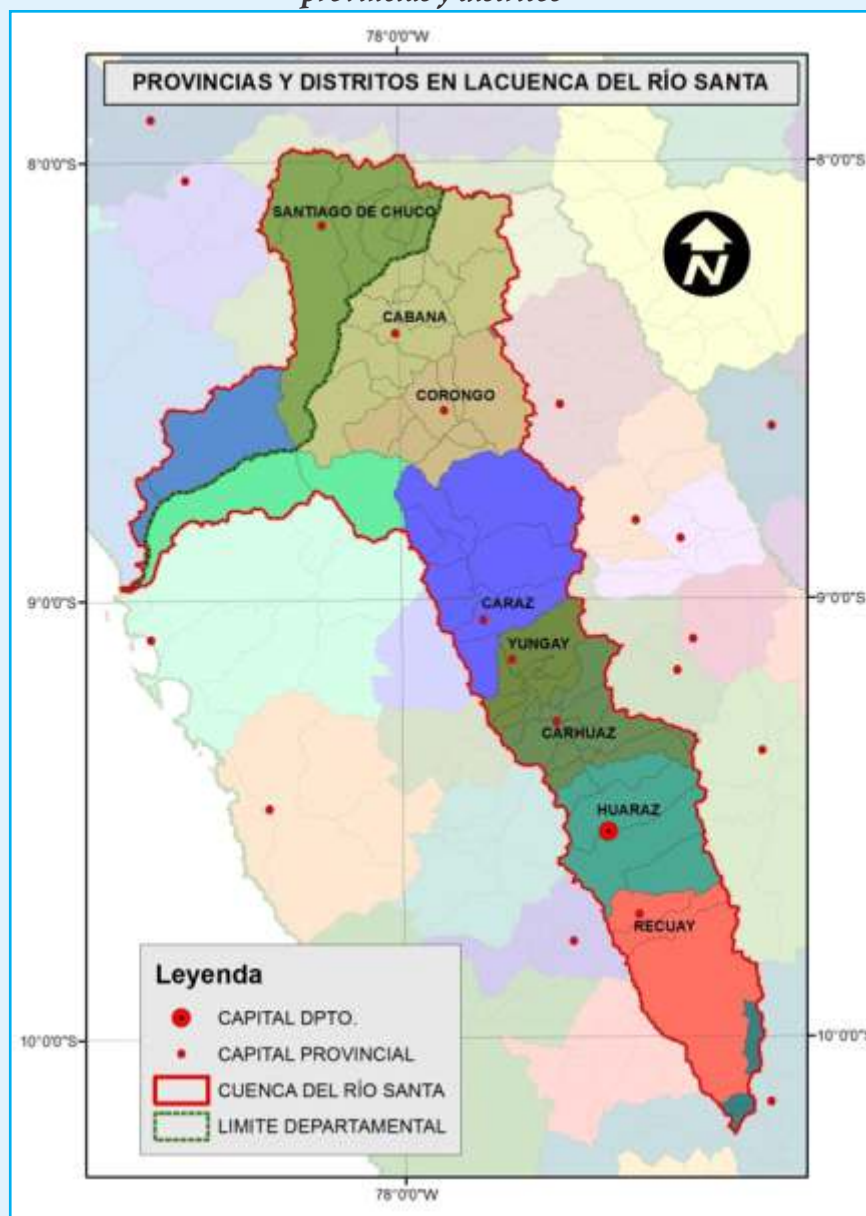 provincias y distritos
78°0'0"W
PROVINCIAS Y DISTRITOS EN LACUENCA DEL RÍO SANTA
8°0'0"S
8°0'0"S
SANTIAGO DE CHUCO
N
CABANA
CORONGO
9°0'0"S
9°0'0"S
CARAZ
YUNGAY
CARHUAZ
HUARAZ
RECUAY
Leyenda
CAPITAL DPTO.
CAPITAL PROVINCIAL
CUENCA DEL RÍO SANTA
LIMITE DEPARTAMENTAL
10°0'0"S
10°0'0"S
78°0'0"W